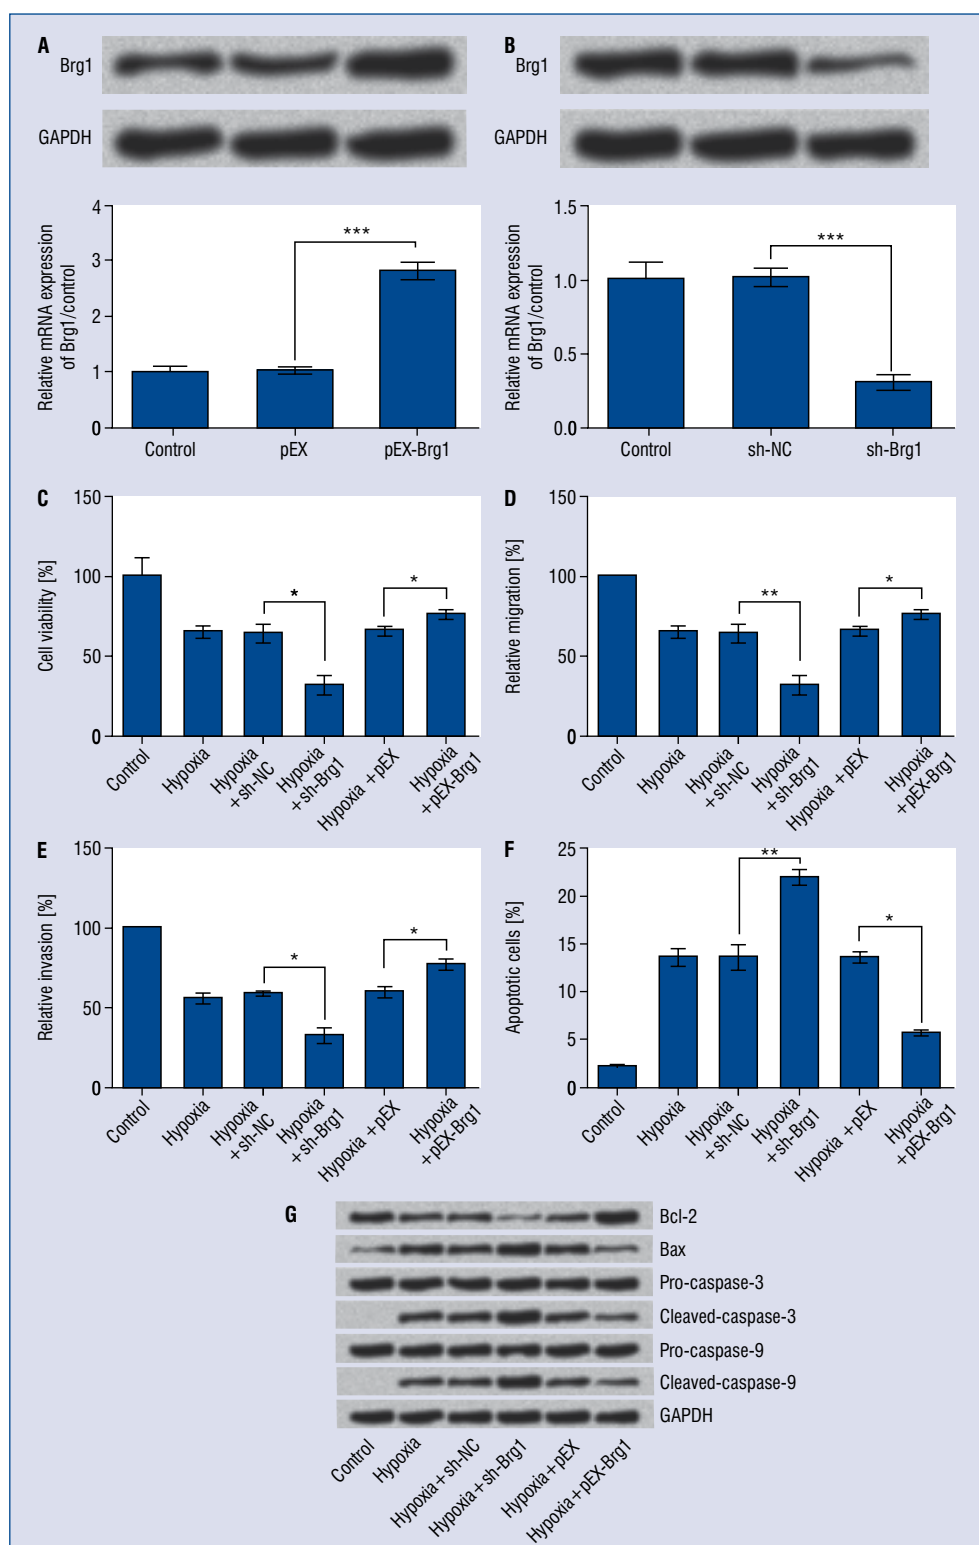 A
Brg1
GAPDH
B
Brg1
GAPDH
Relative mRNA expression
of Brg1/control
4
3
2
1
0
***
Control
pEX
pEX-Brg1
Relative mRNA expression
of Brg1/control
1.5
1.0
0.5
0.0
***
Control
sh-NC
sh-Brg1
C
Cell viability [%]
150
100
50
0
*
*
Control
Hypoxia
Hypoxia
+sh-NC
Hypoxia
+sh-Brg1
Hypoxia +pEX
Hypoxia
+pEX-Brg1
D
Relative migration [%]
150
100
50
0
**
*
Control
Hypoxia
Hypoxia
+sh-NC
Hypoxia
+sh-Brg1
Hypoxia +pEX
Hypoxia
+pEX-Brg1
E
Relative invasion [%]
150
100
50
0
*
*
Control
Hypoxia
Hypoxia
+sh-NC
Hypoxia
+sh-Brg1
Hypoxia +pEX
Hypoxia
+pEX-Brg1
F
Apoptotic cells [%]
25
20
15
10
5
0
**
*
Control
Hypoxia
Hypoxia
+sh-NC
Hypoxia
+sh-Brg1
Hypoxia +pEX
Hypoxia
+pEX-Brg1
G
Bcl-2
Bax
Pro-caspase-3
Cleaved-caspase-3
Pro-caspase-9
Cleaved-caspase-9
GAPDH
Control
Hypoxia
Hypoxia+sh-NC
Hypoxia+sh-Brg1
Hypoxia+pEX
Hypoxia+pEX-Brg1